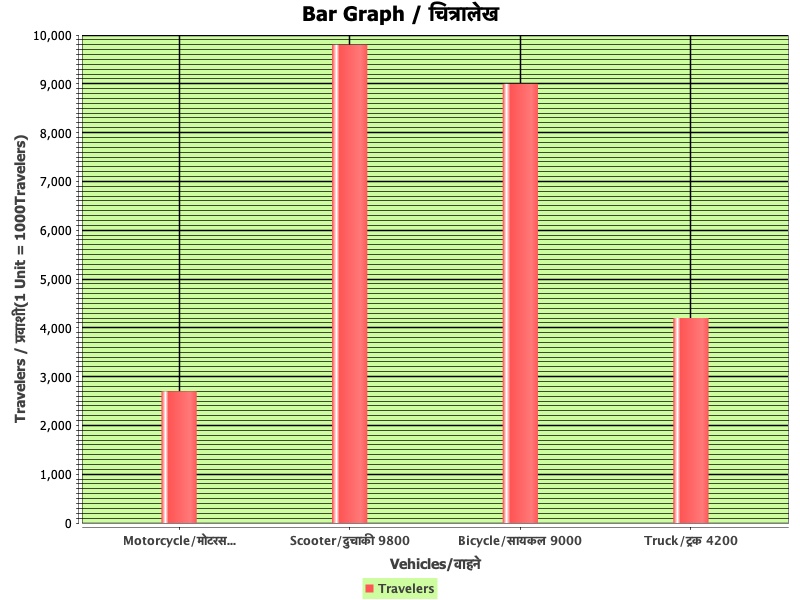 Bar Graph / चित्रालेख
Travelers / प्रवाशी(1 Unit = 1000Travelers)
10,000
9,000
8,000
7,000
6,000
5,000
4,000
3,000
2,000
1,000
0
Motorcycle/मोटरस... Scooter/दुचाकी 9800 Bicycle/सायकल 9000 Truck/ट्रक 4200
Vehicles/वाहने
Travelers